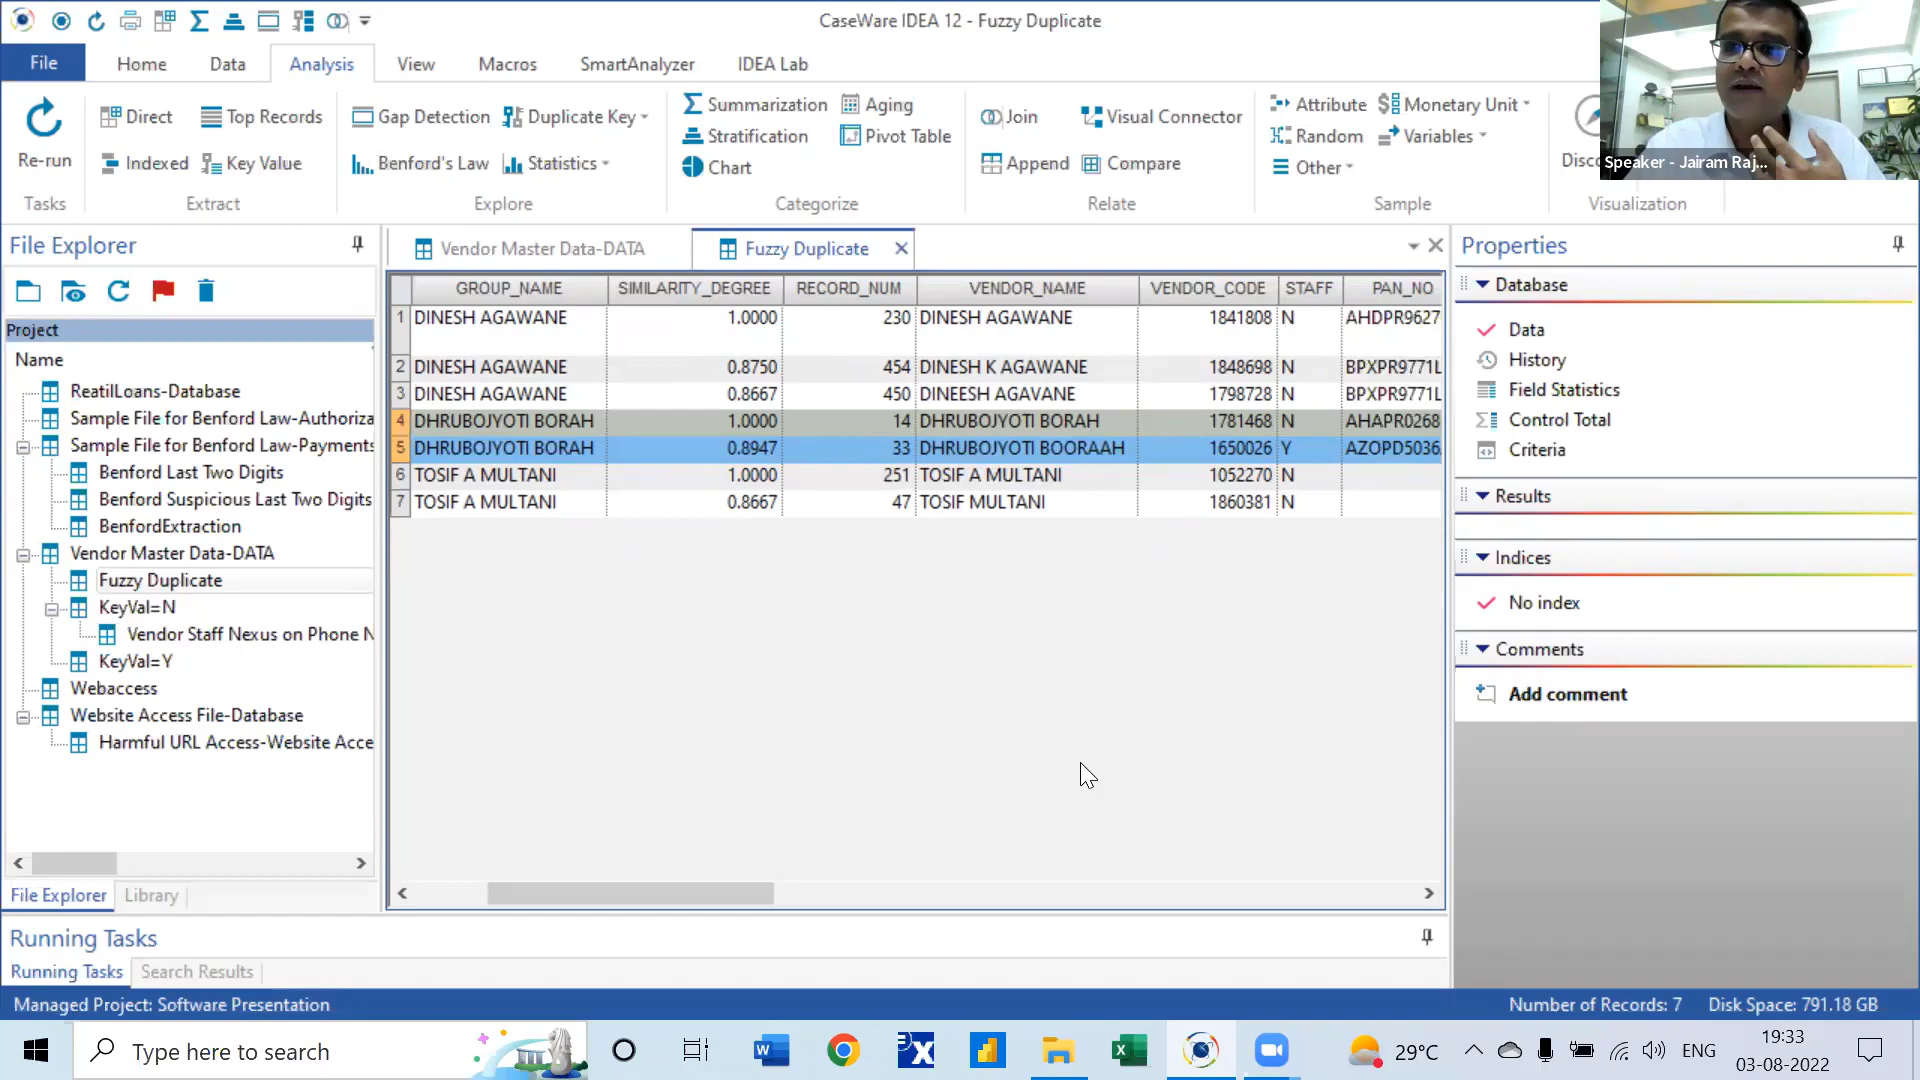 CaseWare IDEA 12 - Fuzzy Duplicate
File Home Data Analysis View Macros SmartAnalyzer IDEA Lab
Re-run
Tasks
Direct Top Records
Indexed Key Value
Extract
Gap Detection Duplicate Key
Benford's Law Statistics
Explore
Summarization Aging
Stratification Pivot Table
Chart
Categorize
Join Visual Connector
Append Compare
Relate
Attribute Monetary Unit
Random Variables
Other
Sample
Visualization
Speaker - Jairam Raj...
File Explorer
Project
Name
ReatilLoans-Database
Sample File for Benford Law-Authoriza
Sample File for Benford Law-Payments
Benford Last Two Digits
Benford Suspicious Last Two Digits
BenfordExtraction
Vendor Master Data-DATA
Fuzzy Duplicate
KeyVal=N
Vendor Staff Nexus on Phone N
KeyVal=Y
Webaccess
Website Access File-Database
Harmful URL Access-Website Acce
File Explorer Library
Vendor Master Data-DATA Fuzzy Duplicate
GROUP_NAME SIMILARITY_DEGREE RECORD_NUM VENDOR_NAME VENDOR_CODE STAFF PAN_NO
1 DINESH AGAWANE 1.0000 230 DINESH AGAWANE 1841808 N AHDPR9627
2 DINESH AGAWANE 0.8750 454 DINESH K AGAWANE 1848698 N BPXPR9771L
3 DINESH AGAWANE 0.8667 450 DINEESH AGAVANE 1798728 N BPXPR9771L
4 DHRUBOJYOTI BORAH 1.0000 14 DHRUBOJYOTI BORAH 1781468 N AHAPR0268
5 DHRUBOJYOTI BORAH 0.8947 33 DHRUBOJYOTI BOORAAH 1650026 Y AZOPD5036
6 TOSIF A MULTANI 1.0000 251 TOSIF A MULTANI 1052270 N
7 TOSIF A MULTANI 0.8667 47 TOSIF MULTANI 1860381 N
Properties
Database
Data
History
Field Statistics
Control Total
Criteria
Results
Indices
No index
Comments
Add comment
Running Tasks
Running Tasks Search Results
Managed Project: Software Presentation
Number of Records: 7 Disk Space: 791.18 GB
Type here to search
29°C
ENG
19:33
03-08-2022